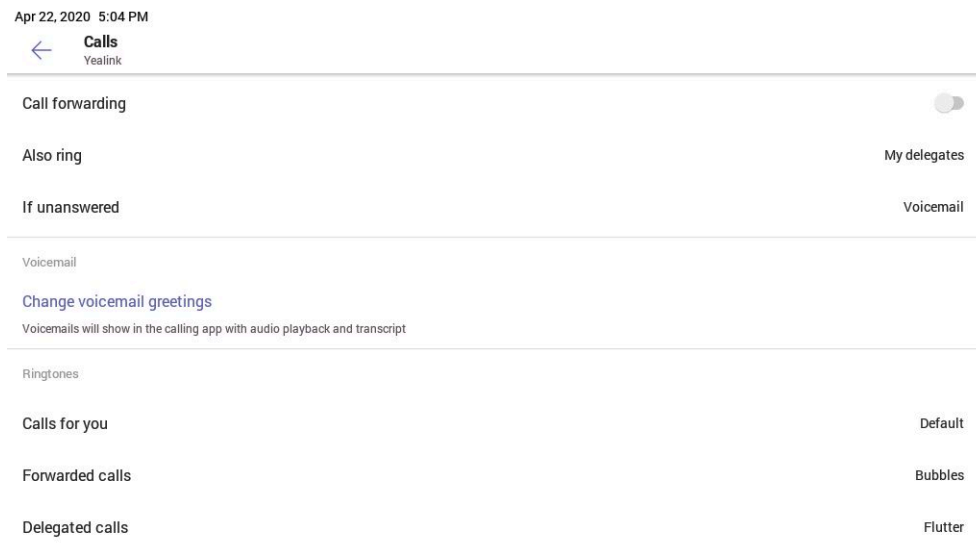 Apr 22, 2020 5:04 PM
Calls
Yealink
Call forwarding
Also ring My delegates
If unanswered Voicemail
Voicemail
Change voicemail greetings
Voicemails will show in the calling app with audio playback and transcript
Ringtones
Calls for you Default
Forwarded calls Bubbles
Delegated calls Flutter